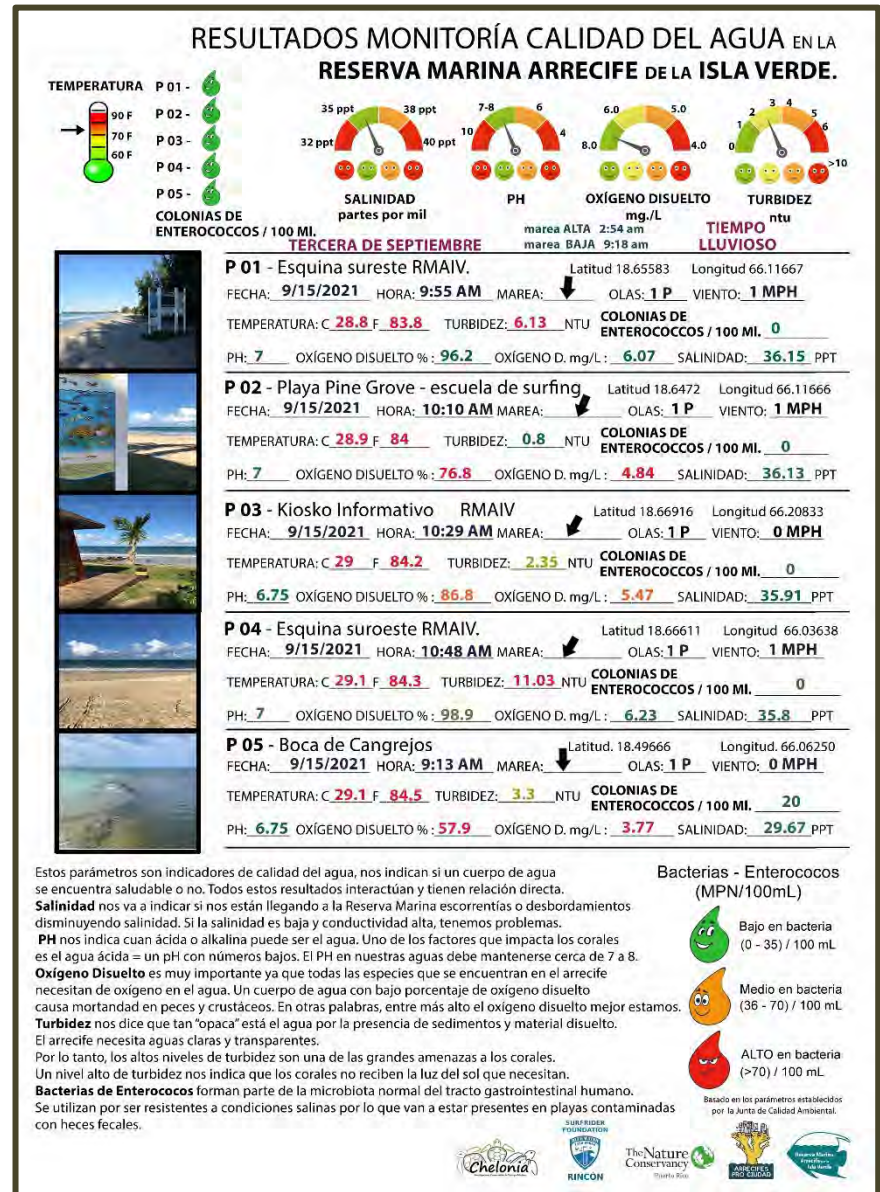 RESULTADOS MONITORÍA CALIDAD DEL AGUA EN LA
RESERVA MARINA ARRECIFE DE LA ISLA VERDE.
TEMPERATURA
90 F
70 F
60 F
P 01 -
P 02 -
P 03 -
P 04 -
P 05 -
COLONIAS DE
ENTEROCOCCOS / 100 Ml.
35 ppt 38 ppt
32 ppt 40 ppt
SALINIDAD
partes por mil
7-8 6
10 4
PH
6.0 5.0
8.0 4.0
OXÍGENO DISUELTO
mg./L
0 1 2 3 4 5 6 >10
TURBIDEZ
ntu
TERCERA DE SEPTIEMBRE
marea ALTA 2:54 am
marea BAJA 9:18 am
TIEMPO
LLUVIOSO
P 01 - Esquina sureste RMAIV. Latitud 18.65583 Longitud 66.11667
FECHA: 9/15/2021 HORA: 9:55 AM MAREA: OLAS: 1 P VIENTO: 1 MPH
TEMPERATURA: C 28.8 F 83.8 TURBIDEZ: 6.13 NTU COLONIAS DE
ENTEROCOCCOS / 100 Ml. 0
PH: 7 OXÍGENO DISUELTO % : 96.2 OXÍGENO D. mg/L : 6.07 SALINIDAD: 36.15 PPT
P 02 - Playa Pine Grove - escuela de surfing Latitud 18.6472 Longitud 66.11666
FECHA: 9/15/2021 HORA: 10:10 AM MAREA: OLAS: 1 P VIENTO: 1 MPH
TEMPERATURA: C 28.9 F 84 TURBIDEZ: 0.8 NTU COLONIAS DE
ENTEROCOCCOS / 100 Ml. 0
PH: 7 OXÍGENO DISUELTO % : 76.8 OXÍGENO D. mg/L : 4.84 SALINIDAD: 36.13 PPT
P 03 - Kiosko Informativo RMAIV Latitud 18.66916 Longitud 66.20833
FECHA: 9/15/2021 HORA: 10:29 AM MAREA: OLAS: 1 P VIENTO: 0 MPH
TEMPERATURA: C 29 F 84.2 TURBIDEZ: 2.35 NTU COLONIAS DE
ENTEROCOCCOS / 100 Ml. 0
PH: 6.75 OXÍGENO DISUELTO % : 86.8 OXÍGENO D. mg/L : 5.47 SALINIDAD: 35.91 PPT
P 04 - Esquina suroeste RMAIV. Latitud 18.66611 Longitud 66.03638
FECHA: 9/15/2021 HORA: 10:48 AM MAREA: OLAS: 1 P VIENTO: 1 MPH
TEMPERATURA: C 29.1 F 84.3 TURBIDEZ: 11.03 NTU COLONIAS DE
ENTEROCOCCOS / 100 Ml. 0
PH: 7 OXÍGENO DISUELTO % : 98.9 OXÍGENO D. mg/L : 6.23 SALINIDAD: 35.8 PPT
P 05 - Boca de Cangrejos Latitud. 18.49666 Longitud. 66.06250
FECHA: 9/15/2021 HORA: 9:13 AM MAREA: OLAS: 1 P VIENTO: 0 MPH
TEMPERATURA: C 29.1 F 84.5 TURBIDEZ: 3.3 NTU COLONIAS DE
ENTEROCOCCOS / 100 Ml. 20
PH: 6.75 OXÍGENO DISUELTO % : 57.9 OXÍGENO D. mg/L : 3.77 SALINIDAD: 29.67 PPT
Estos parámetros son indicadores de calidad del agua, nos indican si un cuerpo de agua
se encuentra saludable o no. Todos estos resultados interactúan y tienen relación directa.
Salinidad nos va a indicar si nos están llegando a la Reserva Marina escorrentías o desbordamientos
disminuyendo salinidad. Si la salinidad es baja y conductividad alta, tenemos problemas.
PH nos indica cuan ácida o alkalina puede ser el agua. Uno de los factores que impacta los corales
es el agua ácida = un pH con números bajos. El PH en nuestras aguas debe mantenerse cerca de 7 a 8.
Oxígeno Disuelto es muy importante ya que todas las especies que se encuentran en el arrecife
necesitan de oxígeno en el agua. Un cuerpo de agua con bajo porcentaje de oxígeno disuelto
causa mortandad en peces y crustáceos. En otras palabras, entre más alto el oxígeno disuelto mejor estamos.
Turbidez nos dice que tan "opaca" está el agua por la presencia de sedimentos y material disuelto.
El arrecife necesita aguas claras y transparentes.
Por lo tanto, los altos niveles de turbidez son una de las grandes amenazas a los corales.
Un nivel alto de turbidez nos indica que los corales no reciben la luz del sol que necesitan.
Bacterias de Enterococos forman parte de la microbiota normal del tracto gastrointestinal humano.
Se utilizan por ser resistentes a condiciones salinas por lo que van a estar presentes en playas contaminadas
con heces fecales.
Bacterias - Enterococos
(MPN/100mL)
Bajo en bacteria
(0 - 35) / 100 mL
Medio en bacteria
(36 - 70) / 100 mL
ALTO en bacteria
(>70) / 100 mL
Basado en los parámetros establecidos
por la Junta de Calidad Ambiental.
Chelonia
SURFRIDER
FOUNDATION
RINCÓN
The Nature
Conservancy
Puerto Rico
ARRECIFES
PRO CIUDAD
Reserva Marina
Arrecife de la
Isla Verde